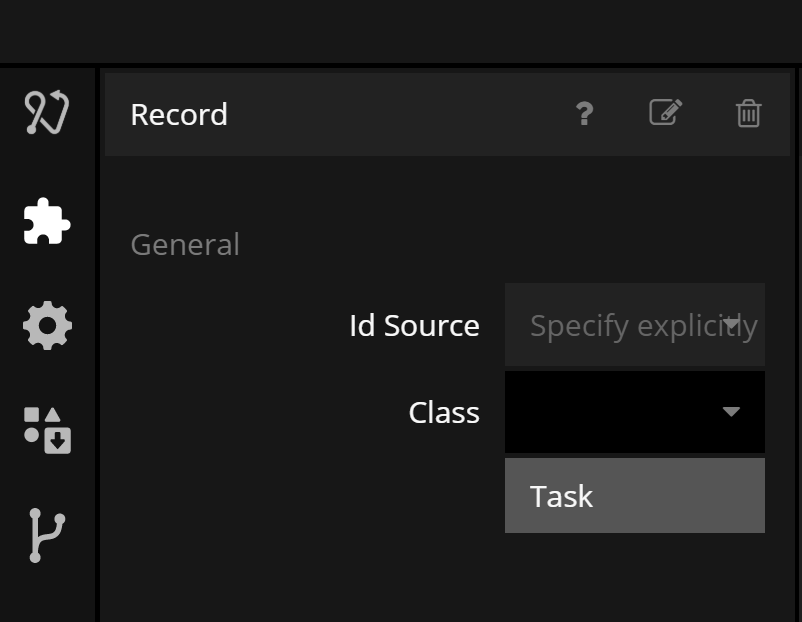 Record
General
Id Source Specify explicitly
Class
Task